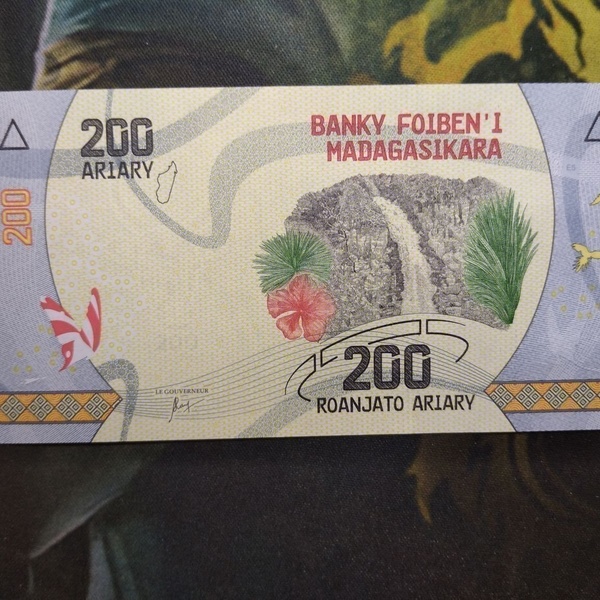 200
ARIARY
BANKY FOIBEN'I
MADAGASIKARA
200
LE GOUVERNEUR
200
ROANJATO ARIARY